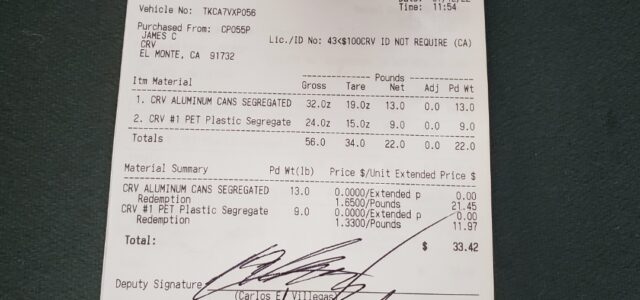 Vehicle No: TKCA7VXP056
Time: 11:54
Purchased From: CP055P
JAMES C
CRV
EL MONTE, CA 91732
Lic./ID No: 43<$100CRV ID NOT REQUIRE (CA)
Pounds
Itm Material Gross Tare Net Adj Pd Wt
1. CRV ALUMINUM CANS SEGREGATED 32.0z 19.0z 13.0 0.0 13.0
2. CRV #1 PET Plastic Segregate 24.0z 15.0z 9.0 0.0 9.0
Totals 56.0 34.0 22.0 0.0 22.0
Material Summary Pd Wt(lb) Price $/Unit Extended Price $
CRV ALUMINUM CANS SEGREGATED 13.0 0.0000/Extended p 0.00
Redemption 1.6500/Pounds 21.45
CRV #1 PET Plastic Segregate 9.0 0.0000/Extended p 0.00
Redemption 1.3300/Pounds 11.97
Total: $ 33.42
Deputy Signature
(Carlos E. Villegas)